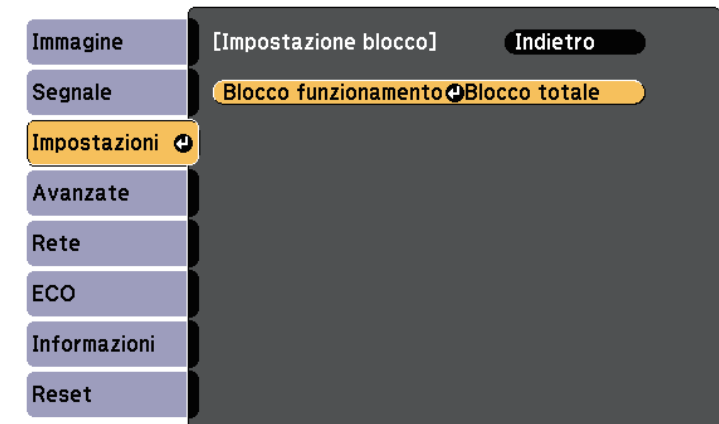 Immagine
Segnale
Impostazioni
Avanzate
Rete
ECO
Informazioni
Reset
[Impostazione blocco] Indietro
Blocco funzionamento Blocco totale